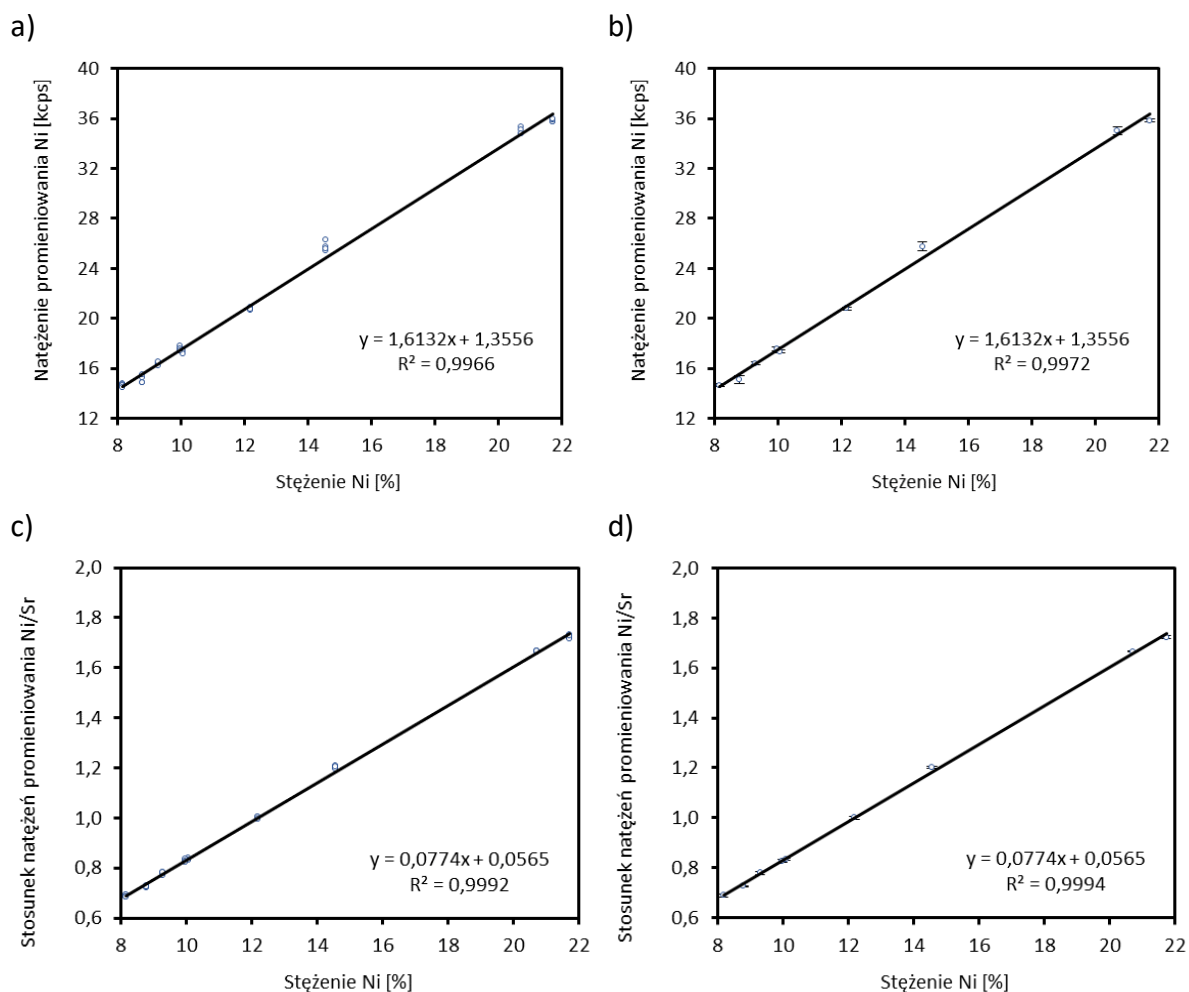 a)
Natężenie promieniowania Ni [kcps]
40
36
32
28
24
20
16
12
8 10 12 14 16 18 20 22
y = 1,6132x + 1,3556
R² = 0,9966
Stężenie Ni [%]
b)
Natężenie promieniowania Ni [kcps]
40
36
32
28
24
20
16
12
8 10 12 14 16 18 20 22
y = 1,6132x + 1,3556
R² = 0,9972
Stężenie Ni [%]
c)
Stosunek natężeń promieniowania Ni/Sr
2,0
1,8
1,6
1,4
1,2
1,0
0,8
0,6
8 10 12 14 16 18 20 22
y = 0,0774x + 0,0565
R² = 0,9992
Stężenie Ni [%]
d)
Stosunek natężeń promieniowania Ni/Sr
2,0
1,8
1,6
1,4
1,2
1,0
0,8
0,6
8 10 12 14 16 18 20 22
y = 0,0774x + 0,0565
R² = 0,9994
Stężenie Ni [%]